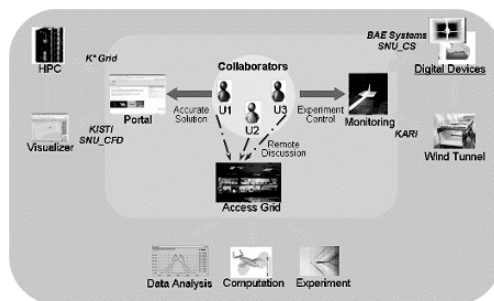 BAE Systems
SNU_CS
HPC
K* Grid
Collaborators
Digital Devices
U1
U3
U2
Portal
Accurate
Solution
Experiment
Control
Monitoring
KISTI
SNU_CFD
Visualizer
KARI
Wind Tunnel
Remote
Discussion
Access Grid
Data Analysis
Computation
Experiment